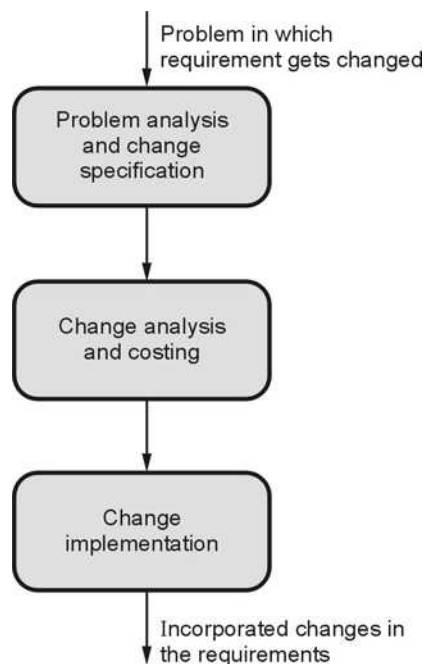 Problem in which
requirement gets changed
Problem analysis
and change
specification
Change analysis
and costing
Change
implementation
Incorporated changes in
the requirements